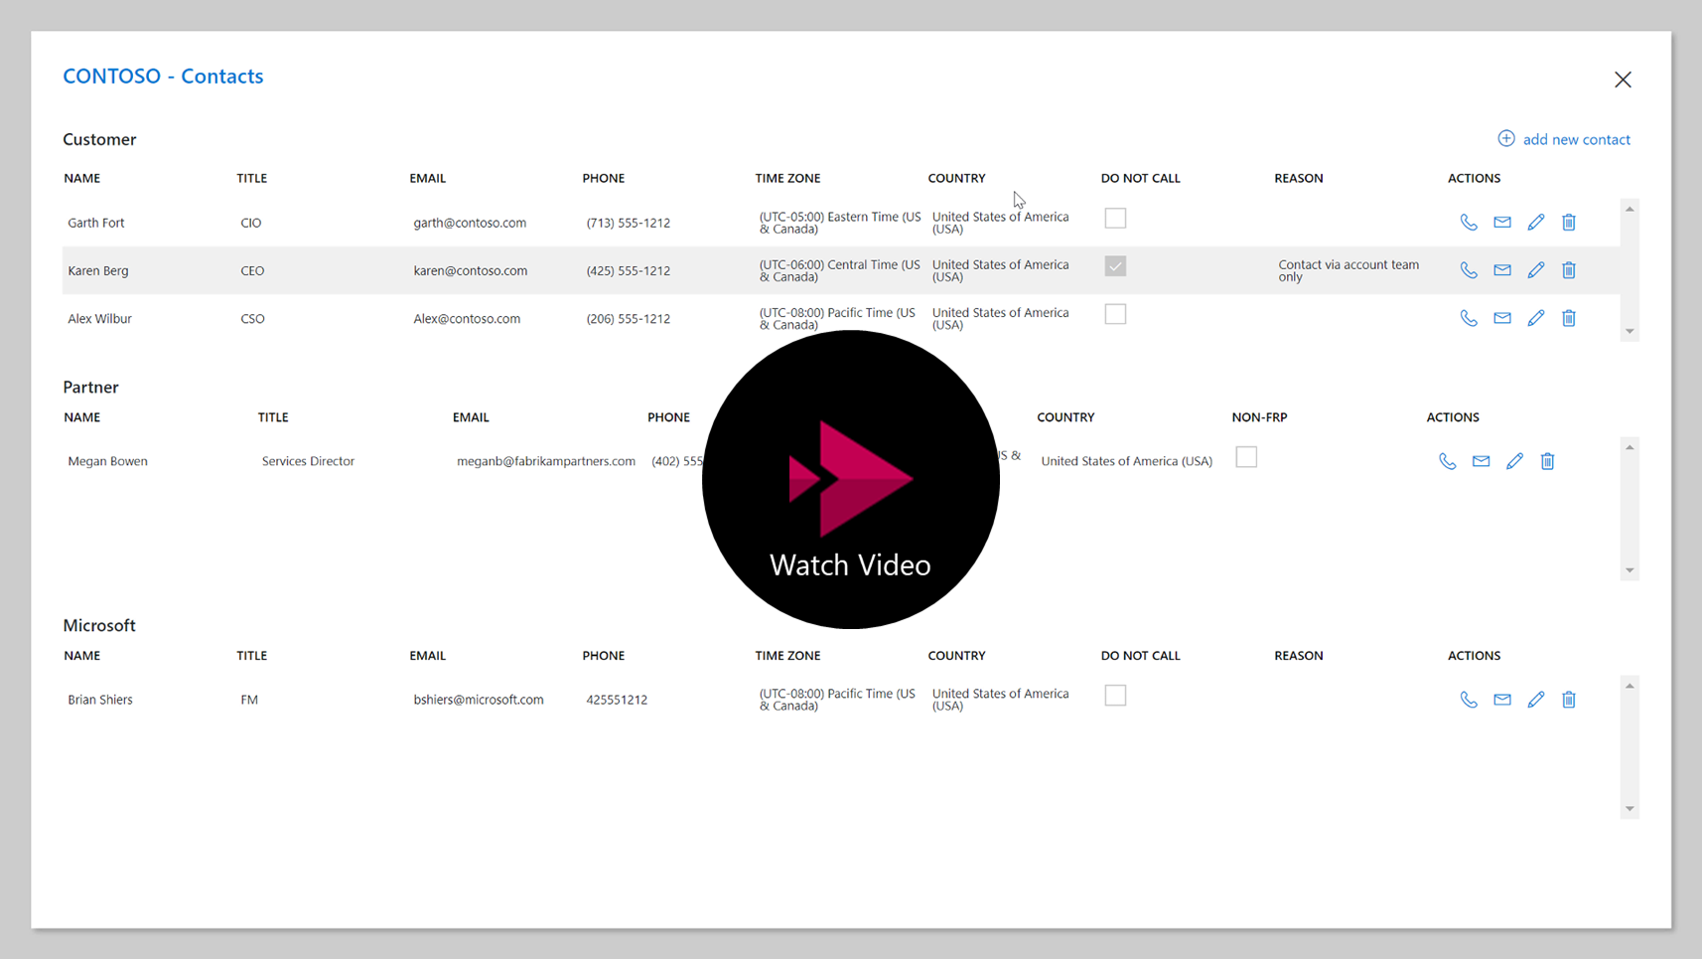 CONTOSO - Contacts
Customer
add new contact
NAME TITLE EMAIL PHONE TIME ZONE COUNTRY DO NOT CALL REASON ACTIONS
Garth Fort CIO garth@contoso.com (713) 555-1212 (UTC-05:00) Eastern Time (US United States of America
& Canada) (USA)
Karen Berg CEO karen@contoso.com (425) 555-1212 (UTC-06:00) Central Time (US United States of America Contact via account team
& Canada) (USA) only
Alex Wilbur CSO Alex@contoso.com (206) 555-1212 (UTC-08:00) Pacific Time (US United States of America
& Canada) (USA)
Partner
NAME TITLE EMAIL PHONE COUNTRY NON-FRP ACTIONS
Megan Bowen Services Director meganb@fabrikampartners.com (402) 555 & United States of America (USA)
Watch Video
Microsoft
NAME TITLE EMAIL PHONE TIME ZONE COUNTRY DO NOT CALL REASON ACTIONS
Brian Shiers FM bshiers@microsoft.com 425551212 (UTC-08:00) Pacific Time (US United States of America
& Canada) (USA)